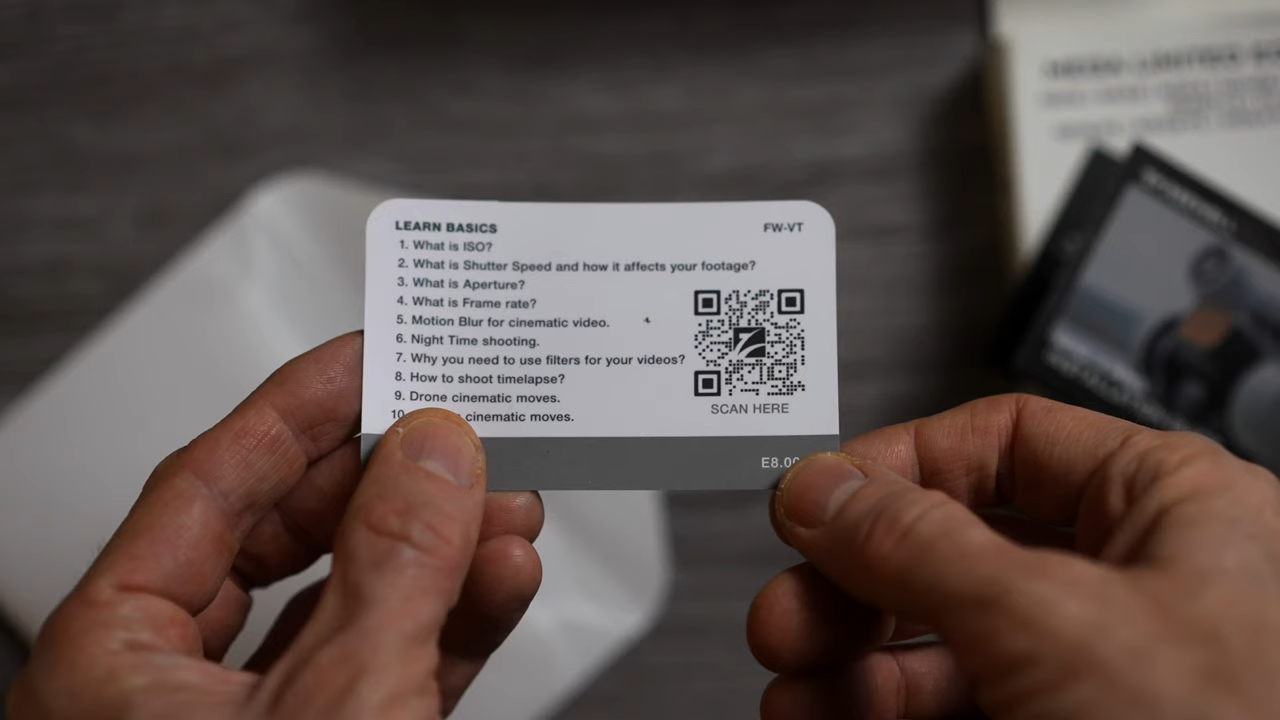 LEARN BASICS
FW-VT
1. What is ISO?
2. What is Shutter Speed and how it affects your footage?
3. What is Aperture?
4. What is Frame rate?
5. Motion Blur for cinematic video.
6. Night Time shooting.
7. Why you need to use filters for your videos?
8. How to shoot timelapse?
9. Drone cinematic moves.
10. cinematic moves.
SCAN HERE
E8.00